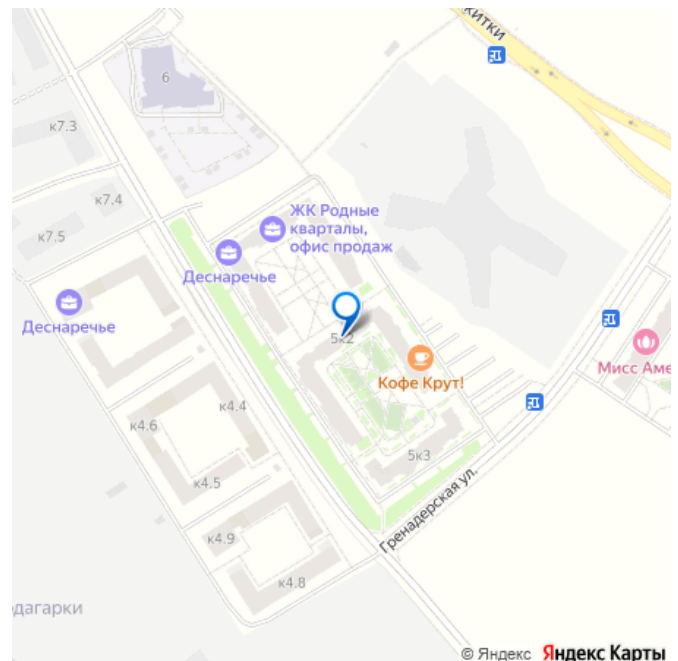 житки
6
к7.3
к7.4
к7.5
ЖК Родные
кварталы,
офис продаж
Деснаречье
Деснаречье
5к2
Кофе Крут!
Мисс Аме
к4.4
к4.6
5к3
к4.5
Гренадерская ул.
к4.9
к4.8
дагарки
© Яндекс Яндекс Карты